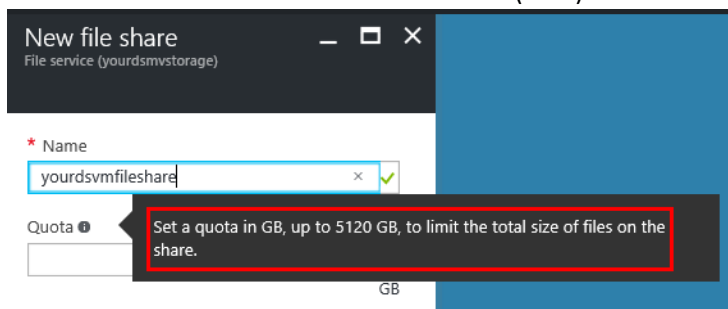 New file share
File service (yourdsmvstorage)
* Name
yourdsvmfileshare
Quota
Set a quota in GB, up to 5120 GB, to limit the total size of files on the
share.
GB